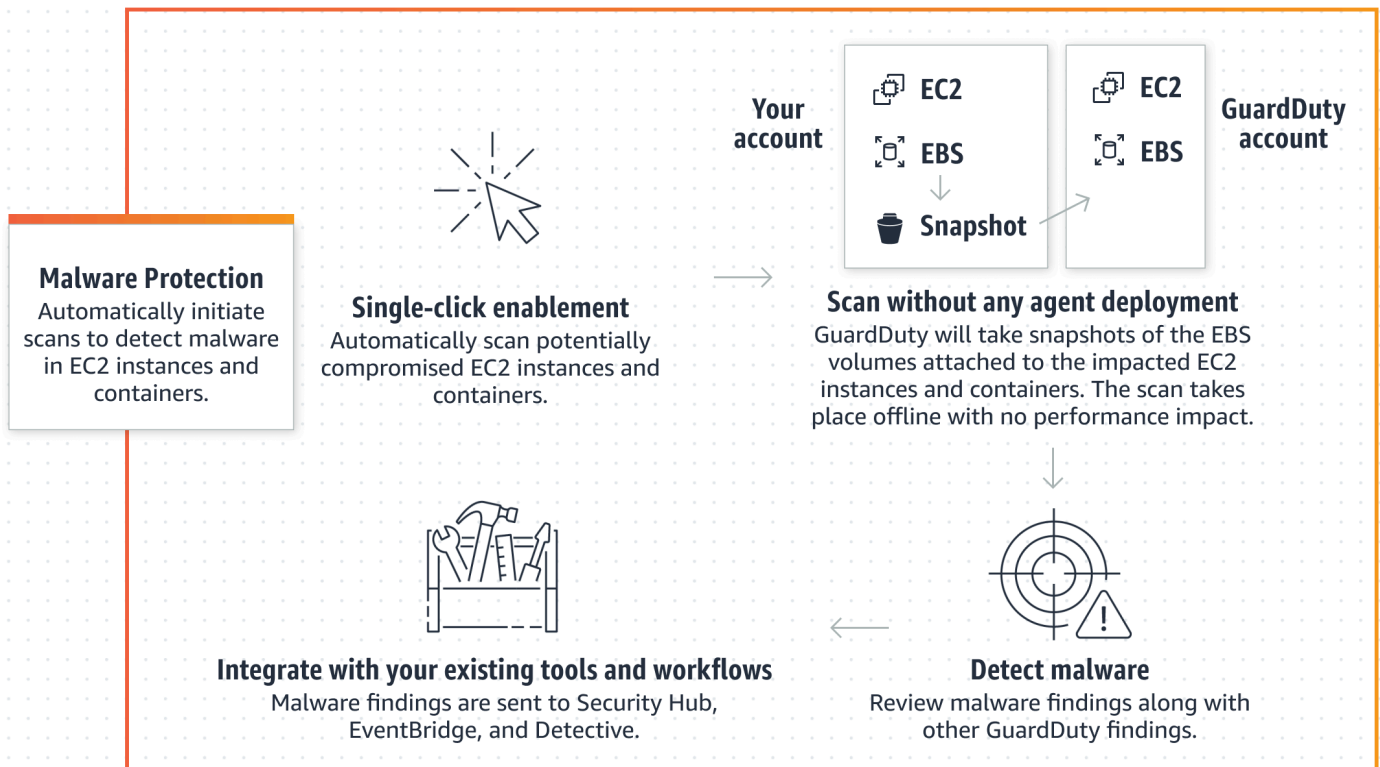 Malware Protection
Automatically initiate
scans to detect malware
in EC2 instances and
containers.
Single-click enablement
Automatically scan potentially
compromised EC2 instances and
containers.
Your
account
EC2
EBS
Snapshot
EC2
EBS
GuardDuty
account
Scan without any agent deployment
GuardDuty will take snapshots of the EBS
volumes attached to the impacted EC2
instances and containers. The scan takes
place offline with no performance impact.
Detect malware
Review malware findings along with
other GuardDuty findings.
Integrate with your existing tools and workflows
Malware findings are sent to Security Hub,
EventBridge, and Detective.